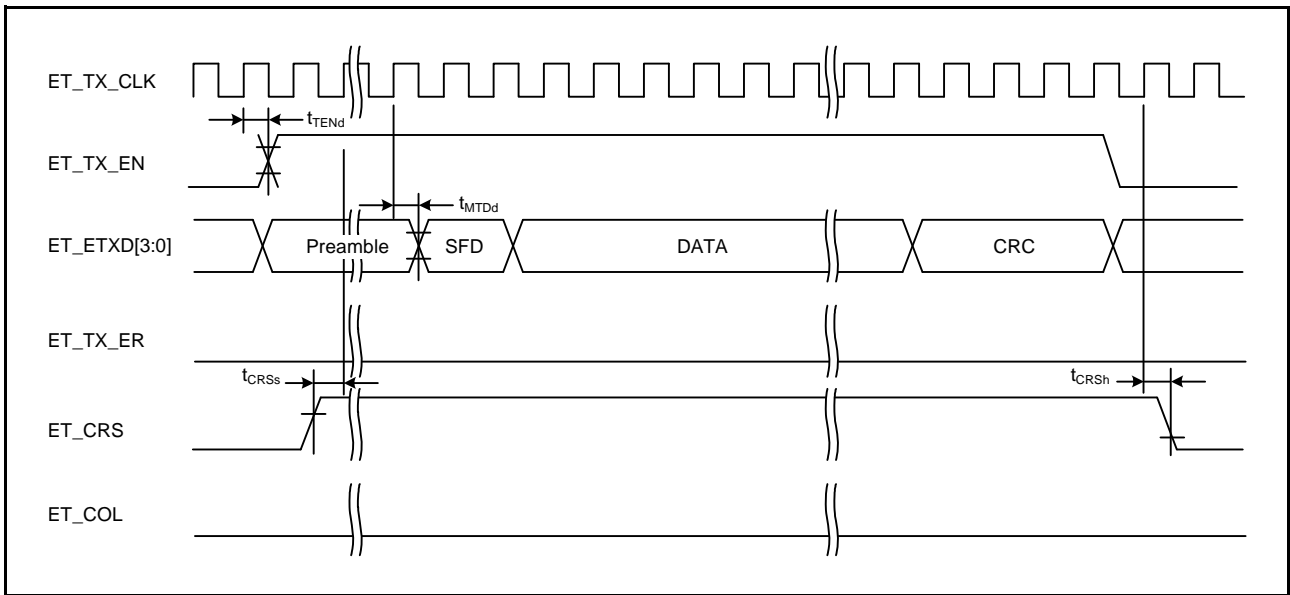 ET_TX_CLK
tTENd
ET_TX_EN
tMTDd
ET_ETXD[3:0]
Preamble
SFD
DATA
CRC
ET_TX_ER
tCRSs
tCRSh
ET_CRS
ET_COL